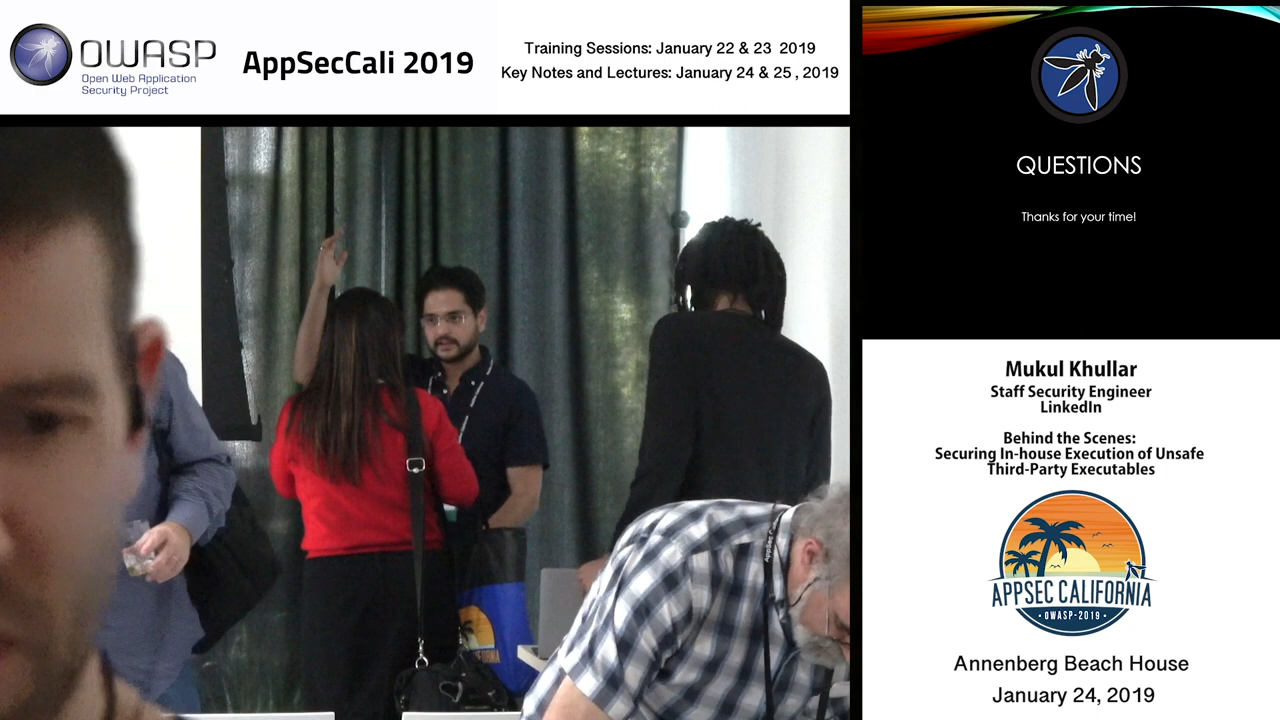 OWASP
Open Web Application
Security Project
AppSecCali 2019
Training Sessions: January 22 & 23 2019
Key Notes and Lectures: January 24 & 25 , 2019
QUESTIONS
Thanks for your time!
Mukul Khullar
Staff Security Engineer
LinkedIn
Behind the Scenes:
Securing In-house Execution of Unsafe
Third-Party Executables
APPSEC CALIFORNIA
• OWASP-2019 •
Annenberg Beach House
January 24, 2019